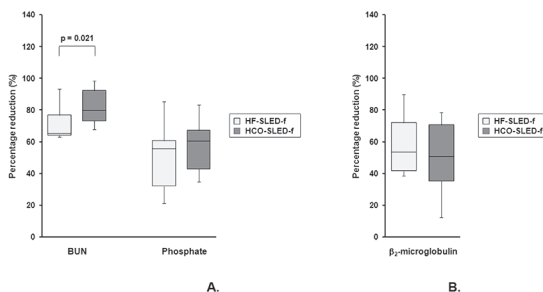 140
120
100
80
60
40
20
0
Percentage reduction (%)
p = 0.021
HF-SLED-f
HCO-SLED-f
BUN
Phosphate
A.
140
120
100
80
60
40
20
0
Percentage reduction (%)
HF-SLED-f
HCO-SLED-f
β₂-microglobulin
B.